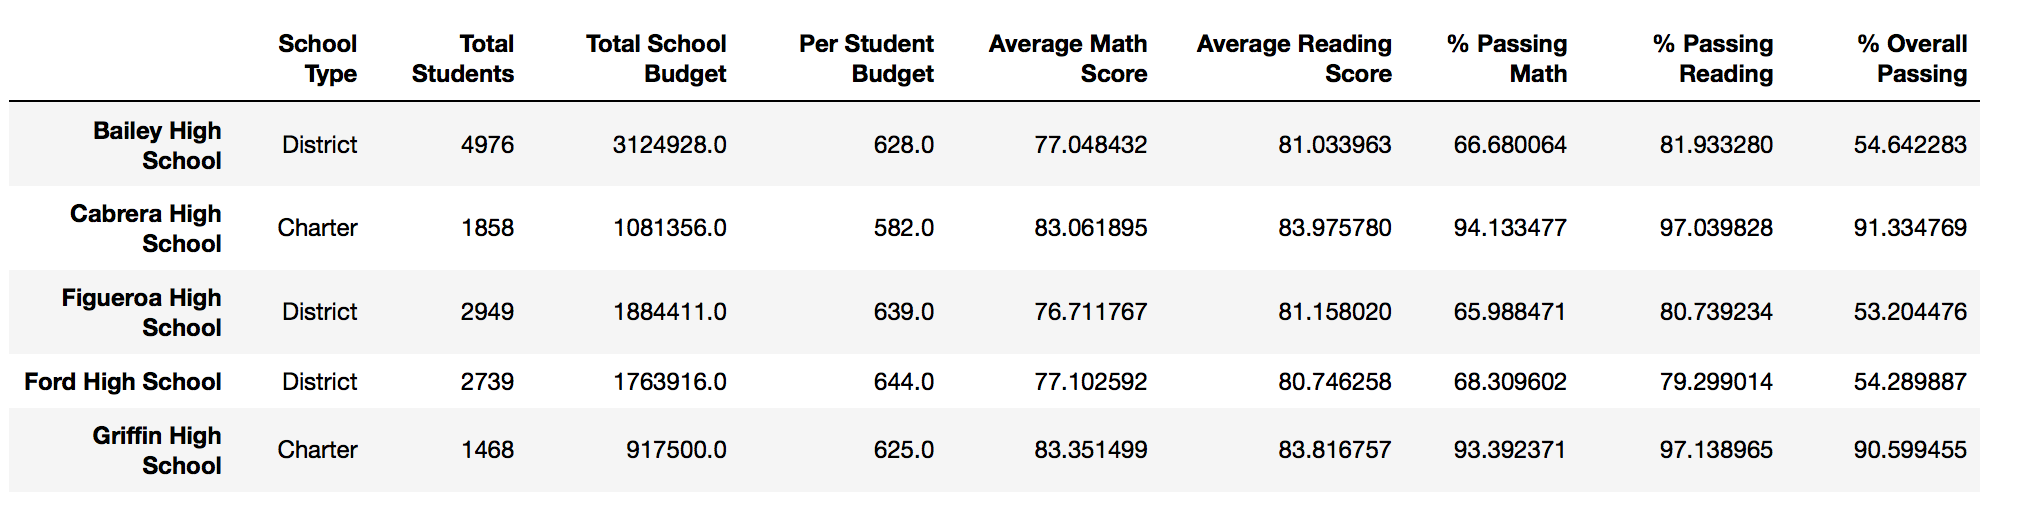 School Type Total Students Total School Budget Per Student Budget Average Math Score Average Reading Score % Passing Math % Passing Reading % Overall Passing
Bailey High School District 4976 3124928.0 628.0 77.048432 81.033963 66.680064 81.933280 54.642283
Cabrera High School Charter 1858 1081356.0 582.0 83.061895 83.975780 94.133477 97.039828 91.334769
Figueroa High School District 2949 1884411.0 639.0 76.711767 81.158020 65.988471 80.739234 53.204476
Ford High School District 2739 1763916.0 644.0 77.102592 80.746258 68.309602 79.299014 54.289887
Griffin High School Charter 1468 917500.0 625.0 83.351499 83.816757 93.392371 97.138965 90.599455